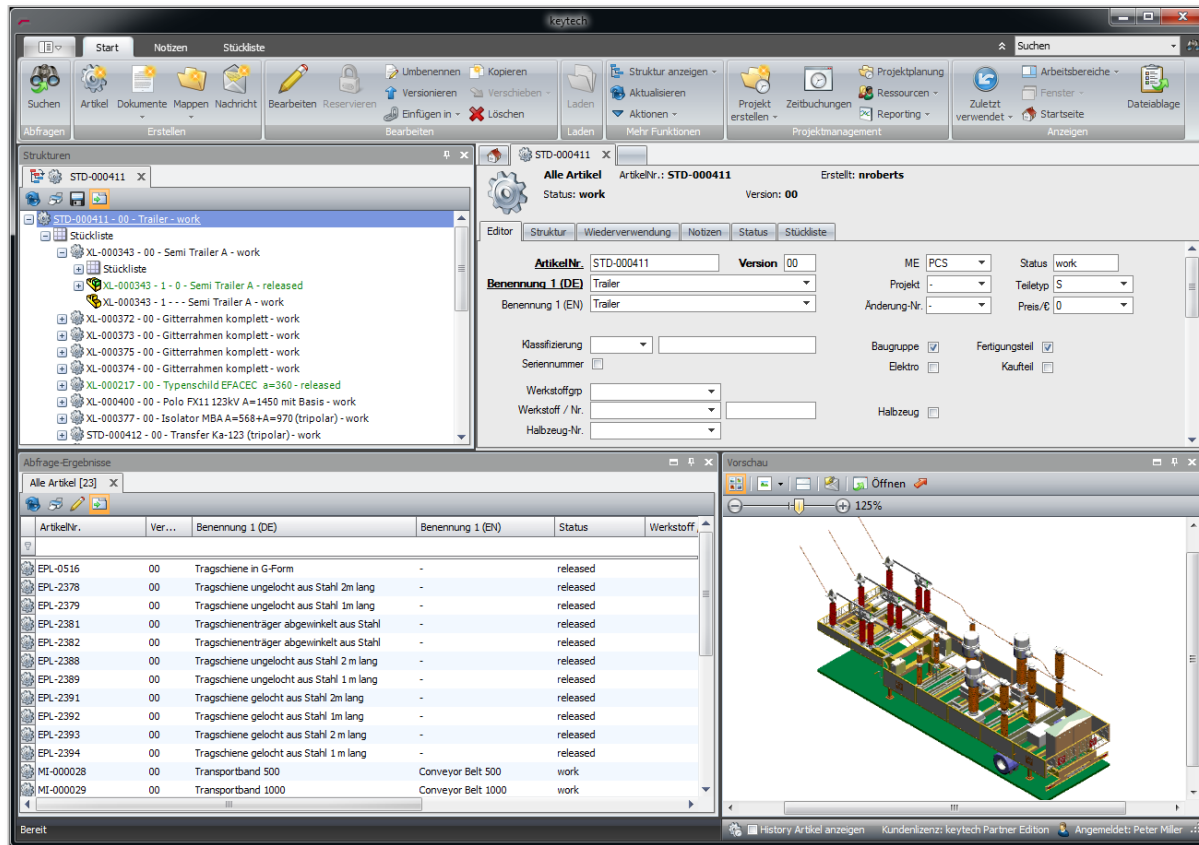 keytech
Start Notizen Stückliste Suchen
Suchen Artikel Dokumente Mappen Nachricht Bearbeiten Reservieren Umbenennen Kopieren Laden Struktur anzeigen Projekt erstellen Zeitbuchungen Projektplanung Zuletzt verwendet Arbeitsbereiche Dateiablage
Versionieren Verschieben Aktualisieren Ressourcen Fenster
Einfügen in Löschen Aktionen Reporting Startseite
Abfragen Erstellen Bearbeiten Laden Mehr Funktionen Projektmanagement Anzeigen
Strukturen
STD-000411 X
STD-000411 - 00 - Trailer - work
Stückliste
XL-000343 - 00 - Semi Trailer A - work
Stückliste
XL-000343 - 1 - 0 - Semi Trailer A - released
XL-000343 - 1 - - - Semi Trailer A - work
XL-000372 - 00 - Gitterrahmen komplett - work
XL-000373 - 00 - Gitterrahmen komplett - work
XL-000375 - 00 - Gitterrahmen komplett - work
XL-000374 - 00 - Gitterrahmen komplett - work
XL-000217 - 00 - Typenschild EFACEC a=360 - released
XL-000400 - 00 - Polo FX11 123kV A=1450 mit Basis - work
XL-000377 - 00 - Isolator MBA A=568+A=970 (tripolar) - work
STD-000412 - 00 - Transfer Ka-123 (tripolar) - work
STD-000411 X
Alle Artikel ArtikelNr.: STD-000411 Erstellt: nroberts
Status: work Version: 00
Editor Struktur Wiederverwendung Notizen Status Stückliste
ArtikelNr. STD-000411 Version 00 ME PCS Status work
Benennung 1 (DE) Trailer Projekt - Teiletyp S
Benennung 1 (EN) Trailer Änderung-Nr. - Preis/€ 0
Klassifizierung Baugruppe Fertigungsteil
Seriennummer Elektro Kaufteil
Werkstoffgrp
Werkstoff / Nr. Halbzeug
Halbzeug-Nr.
Abfrage-Ergebnisse
Alle Artikel [23] X
ArtikelNr. Ver... Benennung 1 (DE) Benennung 1 (EN) Status Werkstoff
EPL-0516 00 Tragschiene in G-Form - released
EPL-2378 00 Tragschiene ungelocht aus Stahl 2m lang - released
EPL-2379 00 Tragschiene ungelocht aus Stahl 1m lang - released
EPL-2381 00 Tragschienenträger abgewinkelt aus Stahl - released
EPL-2382 00 Tragschienenträger abgewinkelt aus Stahl - released
EPL-2388 00 Tragschiene ungelocht aus Stahl 2 m lang - released
EPL-2389 00 Tragschiene ungelocht aus Stahl 1 m lang - released
EPL-2391 00 Tragschiene gelocht aus Stahl 2m lang - released
EPL-2392 00 Tragschiene gelocht aus Stahl 1m lang - released
EPL-2393 00 Tragschiene gelocht aus Stahl 2 m lang - released
EPL-2394 00 Tragschiene gelocht aus Stahl 1 m lang - released
MI-000028 00 Transportband 500 Conveyor Belt 500 work
MI-000029 00 Transportband 1000 Conveyor Belt 1000 work
Vorschau
Öffnen
125%
Bereit History Artikel anzeigen Kundenlizenz: keytech Partner Edition Angemeldet: Peter Miller